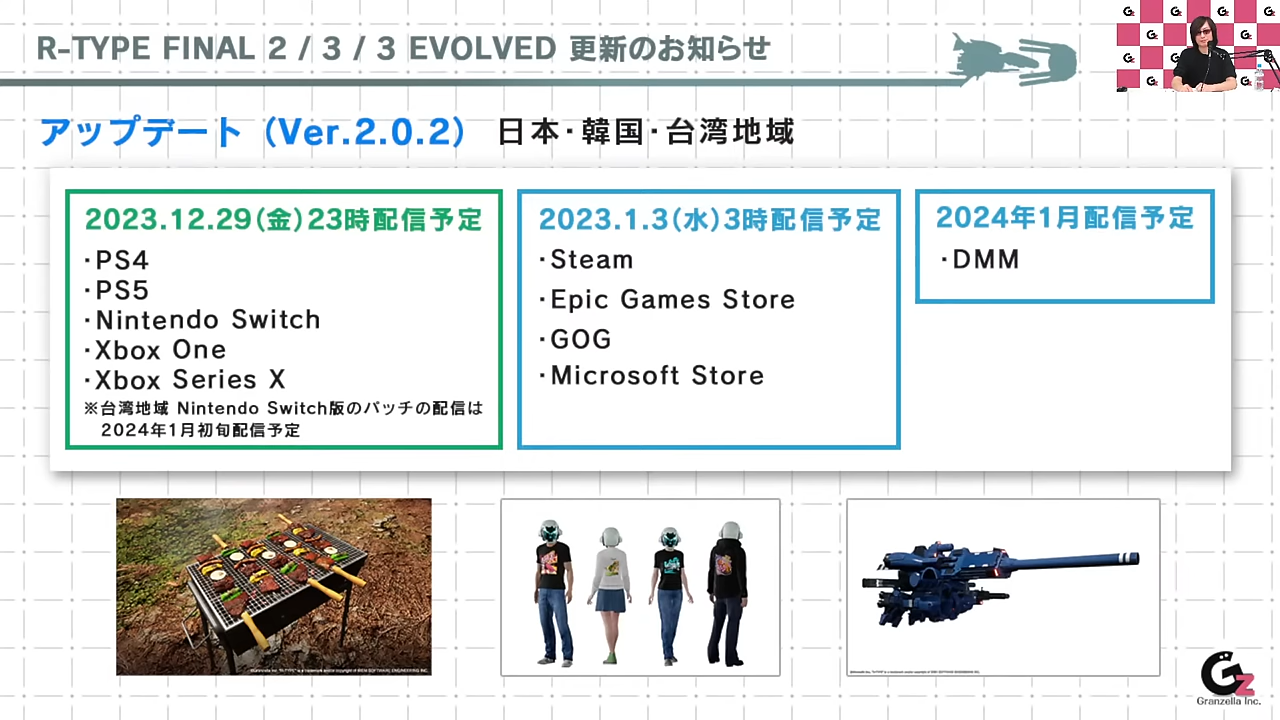 R-TYPE FINAL 2 / 3 / 3 EVOLVED 更新のお知らせ
アップデート（Ver.2.0.2） 日本・韓国・台湾地域
2023.12.29(金)23時配信予定
・PS4
・PS5
・Nintendo Switch
・Xbox One
・Xbox Series X
※台湾地域 Nintendo Switch版のパッチの配信は
2024年1月初旬配信予定
2023.1.3(水)3時配信予定
・Steam
・Epic Games Store
・GOG
・Microsoft Store
2024年1月配信予定
・DMM
Gz
Granzella Inc.